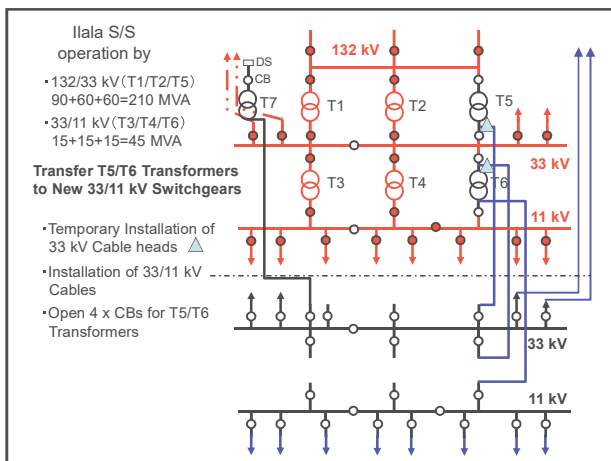 Ilala S/S
operation by
・132/33 kV(T1/T2/T5)
90+60+60=210 MVA
・33/11 kV(T3/T4/T6)
15+15+15=45 MVA
Transfer T5/T6 Transformers
to New 33/11 kV Switchgears
・Temporary Installation of
33 kV Cable heads
・Installation of 33/11 kV
Cables
・Open 4 x CBs for T5/T6
Transformers
DS
CB
T7
132 kV
T1
T2
T5
33 kV
T3
T4
T6
11 kV
33 kV
11 kV